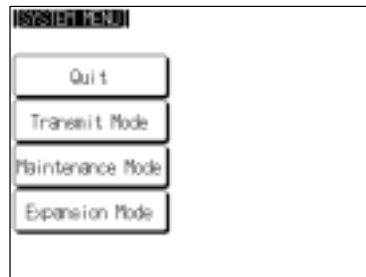 [SYSTEM MENU]
Quit
Transmit Mode
Maintenance Mode
Expansion Mode